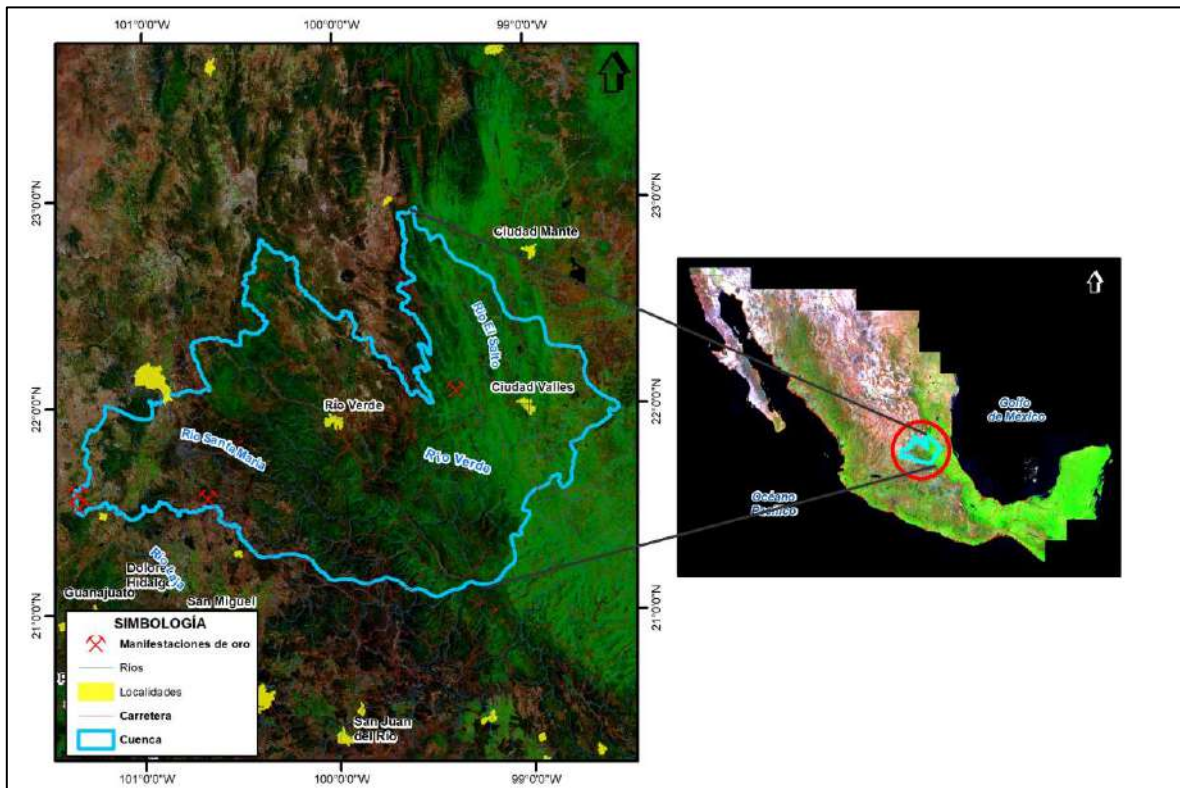 101°0'0"W
100°0'0"W
99°0'0"W
23°0'0"N
23°0'0"N
Ciudad Mante
Río El Salto
Ciudad Valles
22°0'0"N
22°0'0"N
Río Verde
Río Santa Maria
Río Verde
Golfo
de México
Océano
Pacífico
Río Laja
Dolores
Hidalgo
Guanajuato
San Miguel
21°0'0"N
21°0'0"N
SIMBOLOGÍA
Manifestaciones de oro
Ríos
Localidades
Carretera
Cuenca
San Juan
del Río
101°0'0"W
100°0'0"W
99°0'0"W